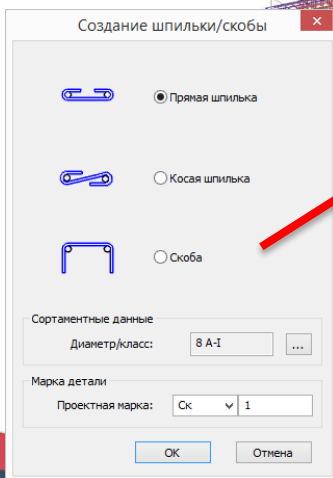 Создание шпильки/скобы
Прямая шпилька
Косая шпилька
Скоба
Сортаментные данные
Диаметр/класс: 8 A-I ...
Марка детали
Проектная марка: Ск 1
OK Отмена